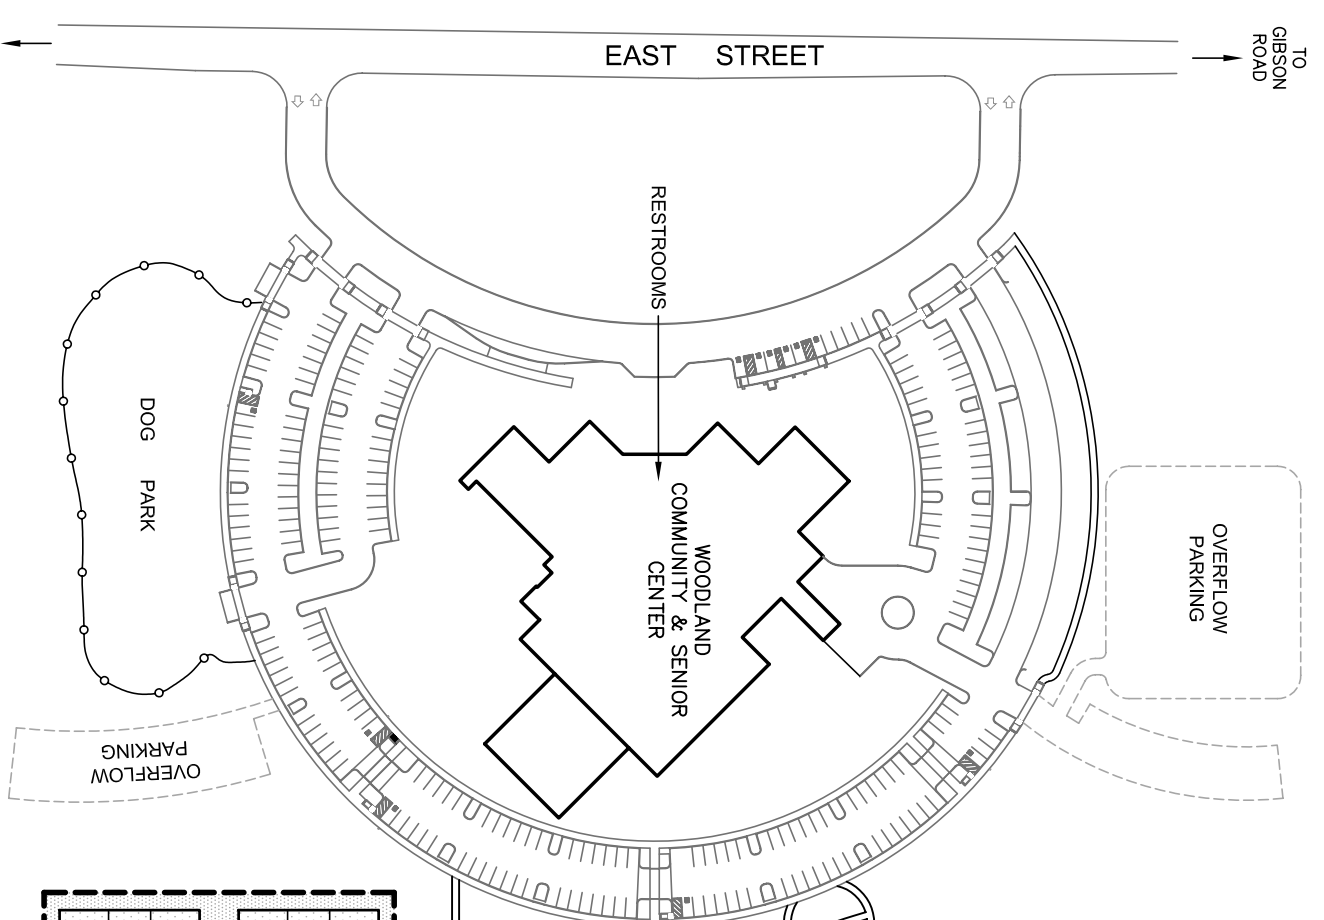 EAST STREET
TO
GIBSON
ROAD
RESTROOMS
DOG PARK
WOODLAND
COMMUNITY & SENIOR
CENTER
OVERFLOW
PARKING
OVERFLOW
PARKING